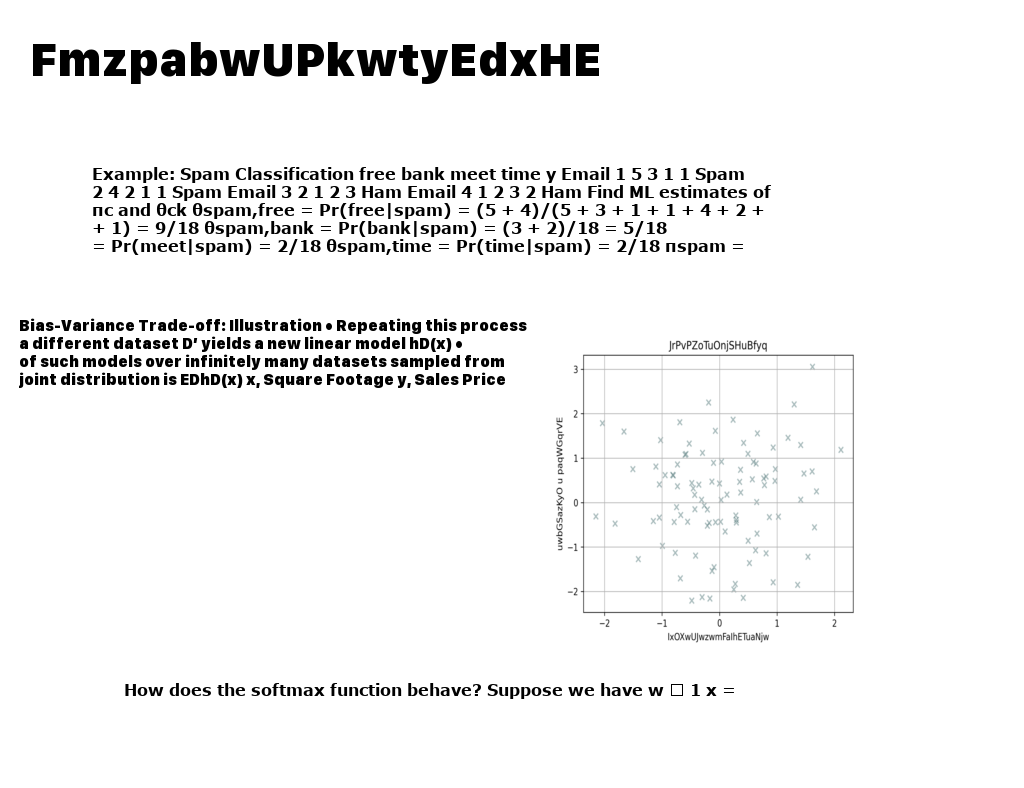 FmzpabwUPkwtyEdxHE
Example: Spam Classification free bank meet time y Email 1 5 3 1 1 Spam
2 4 2 1 1 Spam Email 3 2 1 2 3 Ham Email 4 1 2 3 2 Ham Find ML estimates of
πc and θck θspam,free = Pr(free|spam) = (5 + 4)/(5 + 3 + 1 + 1 + 4 + 2 +
+ 1) = 9/18 θspam,bank = Pr(bank|spam) = (3 + 2)/18 = 5/18
= Pr(meet|spam) = 2/18 θspam,time = Pr(time|spam) = 2/18 πspam =
Bias-Variance Trade-off: Illustration • Repeating this process
a different dataset D' yields a new linear model hD(x) •
of such models over infinitely many datasets sampled from
joint distribution is EDhD(x) x, Square Footage y, Sales Price
JrPvPZoTuOnjSHuBfyq
uwbGSazKyO u paqWGqrVE
3
2
1
0
−1
−2
−2 −1 0 1 2
IxOXwUJwzwmFaIhETuaNjw
How does the softmax function behave? Suppose we have w □ 1 x =